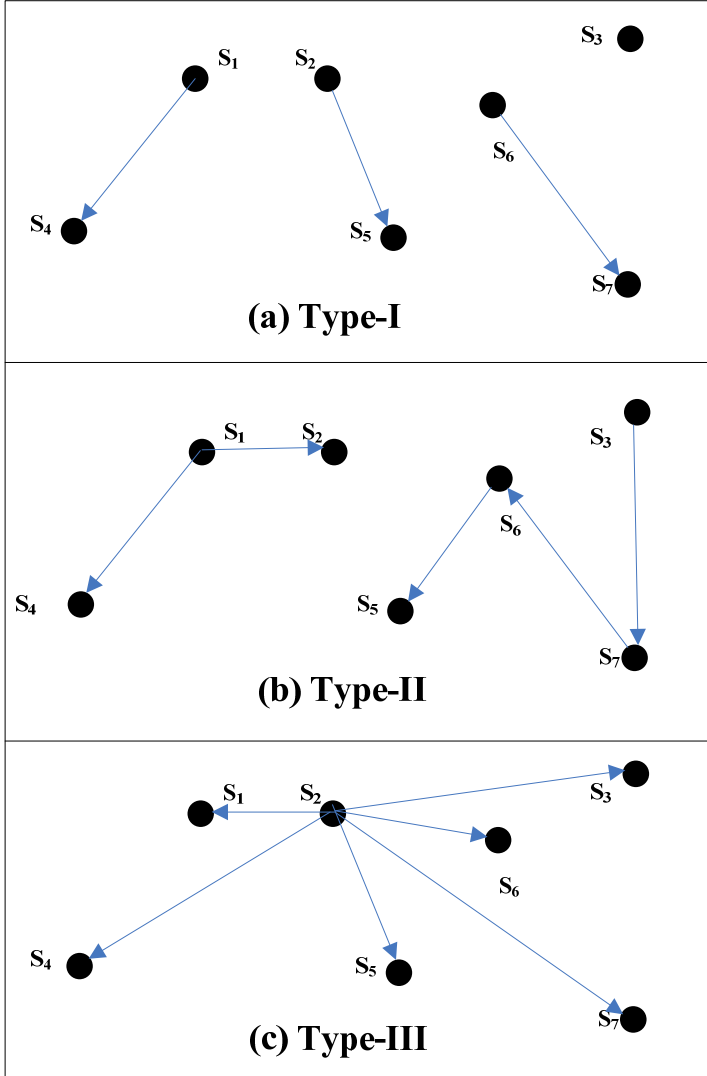 S₁
S₂
S₃
S₄
S₅
S₆
S₇
(a) Type-I
S₁
S₂
S₃
S₄
S₅
S₆
S₇
(b) Type-II
S₁
S₂
S₃
S₄
S₅
S₆
S₇
(c) Type-III